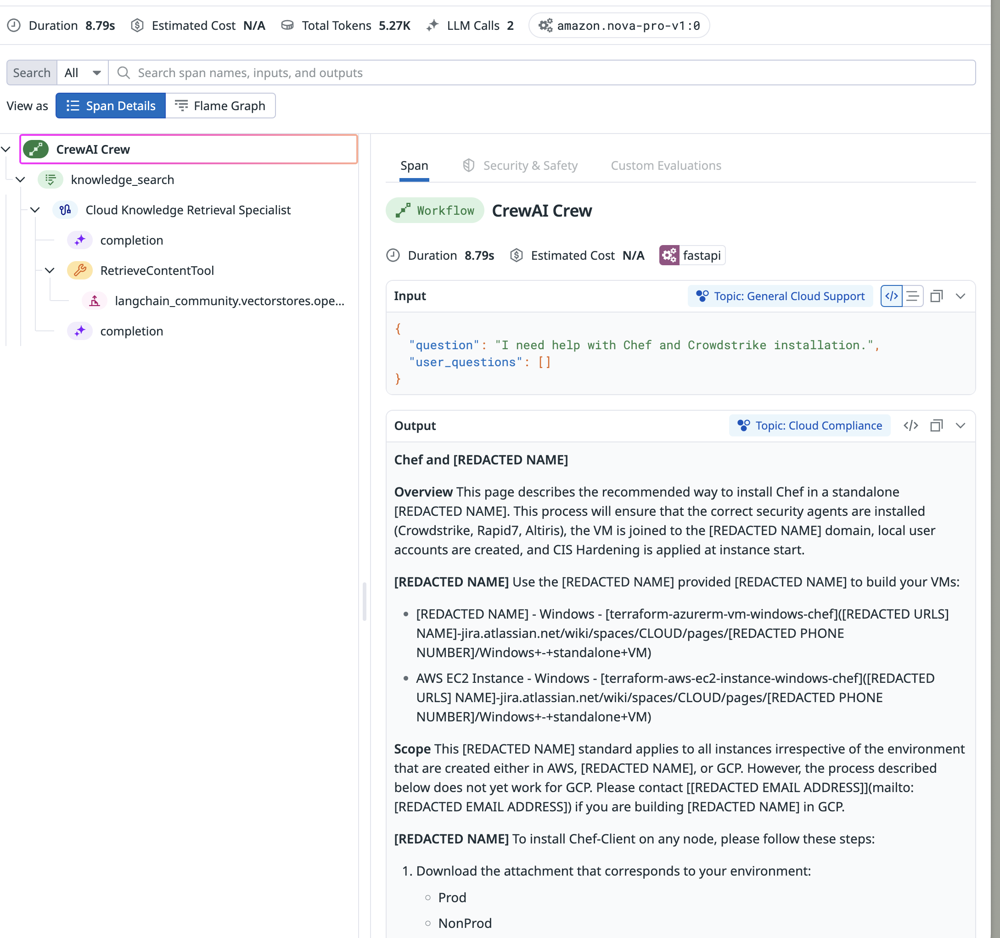 Duration 8.79s Estimated Cost N/A Total Tokens 5.27K LLM Calls 2 amazon.nova-pro-v1:0
Search All Search span names, inputs, and outputs
View as Span Details Flame Graph
CrewAI Crew
knowledge_search
Cloud Knowledge Retrieval Specialist
completion
RetrieveContentTool
langchain_community.vectorstores.ope...
completion
Span Security & Safety Custom Evaluations
Workflow CrewAI Crew
Duration 8.79s Estimated Cost N/A fastapi
Input Topic: General Cloud Support
{
"question": "I need help with Chef and Crowdstrike installation.",
"user_questions": []
}
Output Topic: Cloud Compliance
Chef and [REDACTED NAME]
Overview This page describes the recommended way to install Chef in a standalone
[REDACTED NAME]. This process will ensure that the correct security agents are installed
(Crowdstrike, Rapid7, Altiris), the VM is joined to the [REDACTED NAME] domain, local user
accounts are created, and CIS Hardening is applied at instance start.
[REDACTED NAME] Use the [REDACTED NAME] provided [REDACTED NAME] to build your VMs:
• [REDACTED NAME] - Windows - [terraform-azurerm-vm-windows-chef]([REDACTED URLS]
NAME]-jira.atlassian.net/wiki/spaces/CLOUD/pages/[REDACTED PHONE
NUMBER]/Windows+-+standalone+VM)
• AWS EC2 Instance - Windows - [terraform-aws-ec2-instance-windows-chef]([REDACTED
URLS] NAME]-jira.atlassian.net/wiki/spaces/CLOUD/pages/[REDACTED PHONE
NUMBER]/Windows+-+standalone+VM)
Scope This [REDACTED NAME] standard applies to all instances irrespective of the environment
that are created either in AWS, [REDACTED NAME], or GCP. However, the process described
below does not yet work for GCP. Please contact [[REDACTED EMAIL ADDRESS]](mailto:
[REDACTED EMAIL ADDRESS]) if you are building [REDACTED NAME] in GCP.
[REDACTED NAME] To install Chef-Client on any node, please follow these steps:
1. Download the attachment that corresponds to your environment:
○ Prod
○ NonProd